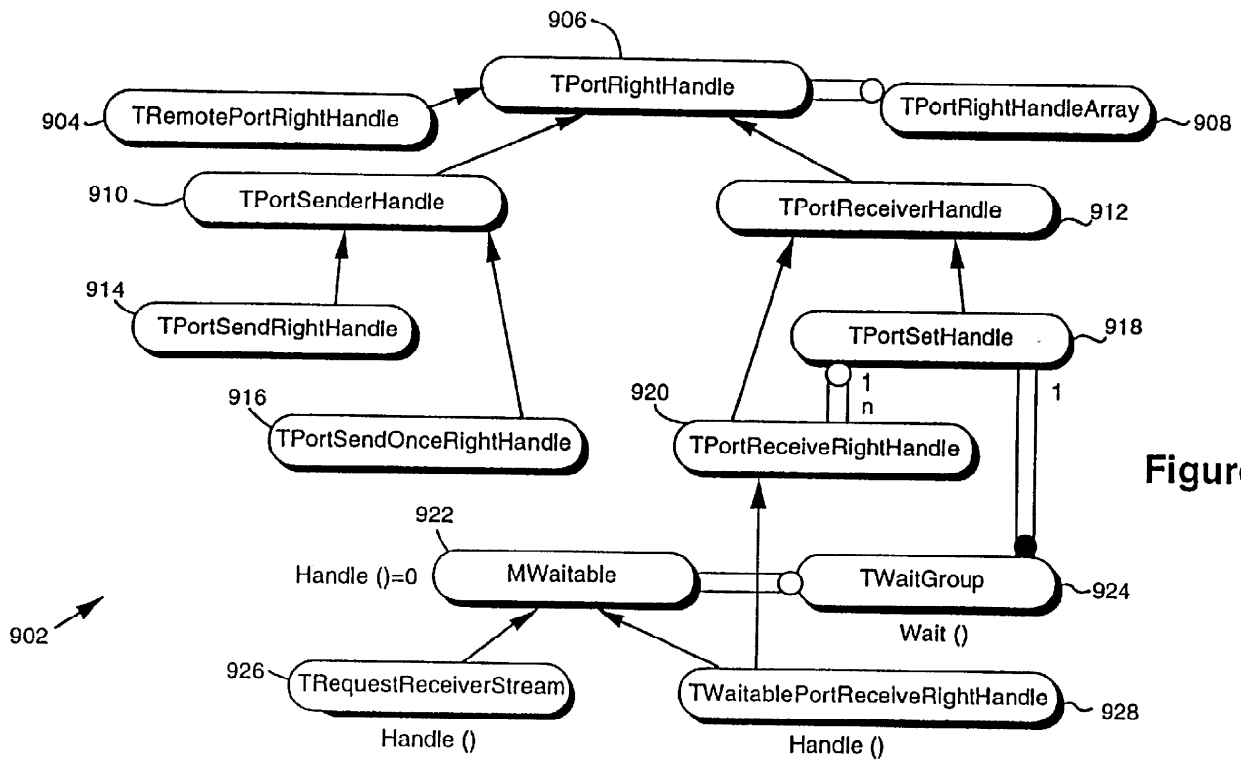 906
TPortRightHandle
904
TRemotePortRightHandle
TPortRightHandleArray
908
910
TPortSenderHandle
TPortReceiverHandle
912
914
TPortSendRightHandle
TPortSetHandle
918
916
TPortSendOnceRightHandle
920
1
n
1
TPortReceiveRightHandle
Figure
922
Handle ()=0
MWaitable
TWaitGroup
924
Wait ()
902
926
TRequestReceiverStream
TWaitablePortReceiveRightHandle
928
Handle ()
Handle ()